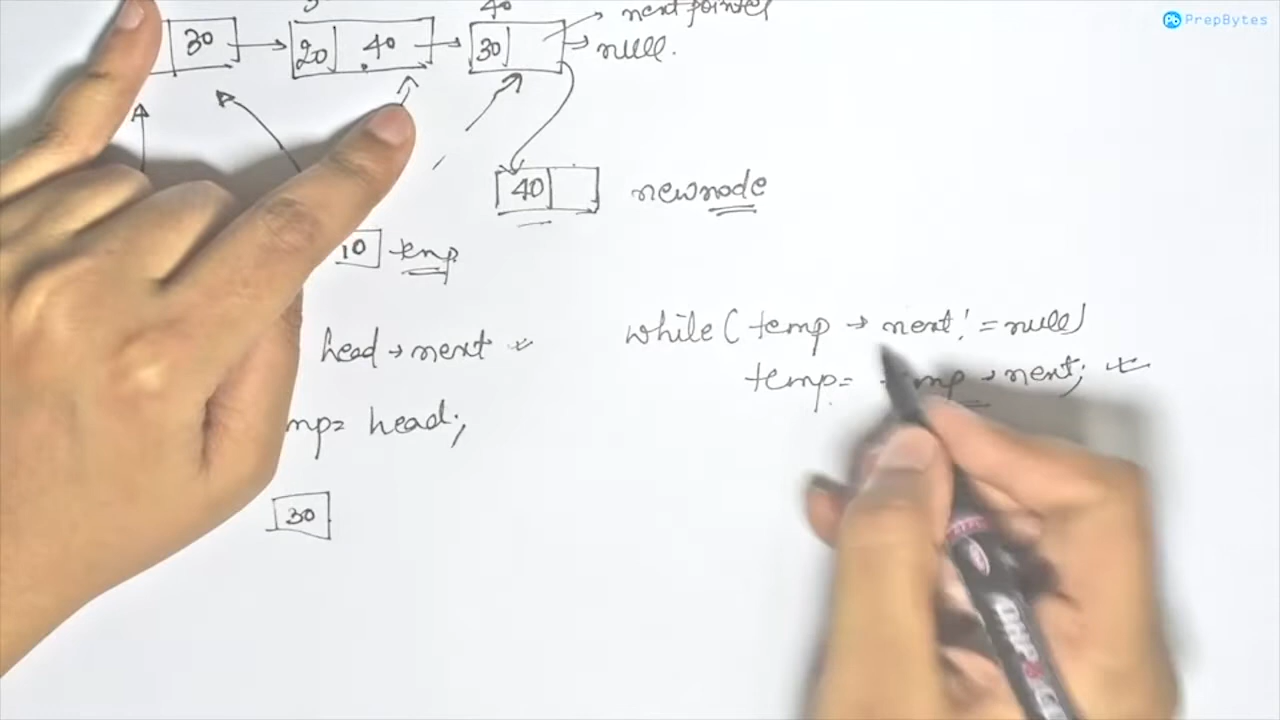 PrepBytes
40
next pointer
30 20 40 30 null.
40 newnode
10 temp
while( temp → next! = null)
head → next
temp= temp → next;
mp= head;
30